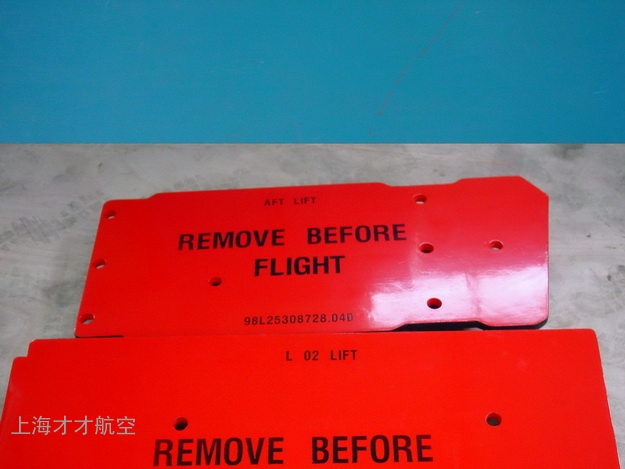 AFT LIFT
REMOVE BEFORE
FLIGHT
98L25308728.040
L 02 LIFT
上海才才航空
REMOVE BEFORE